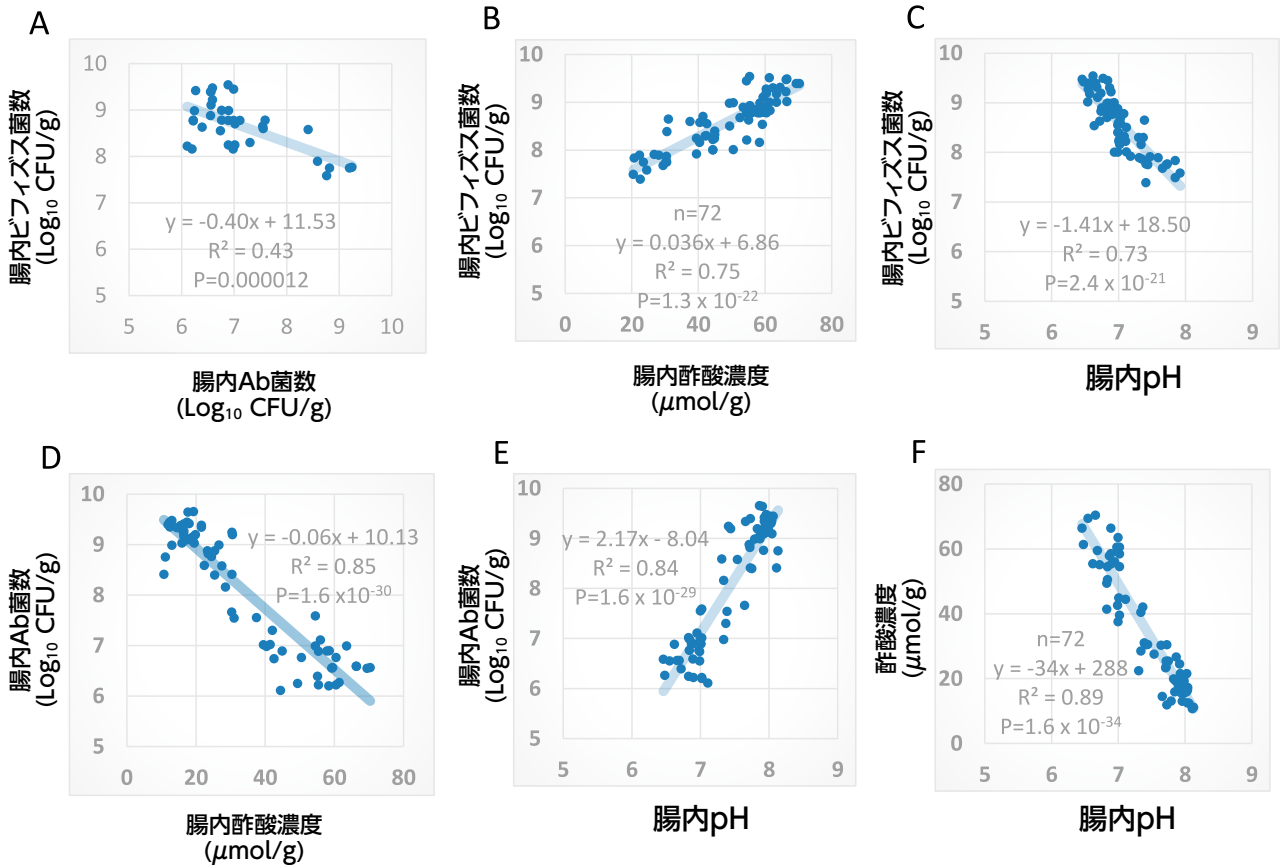 A
腸内ビフィズス菌数
(Log₁₀ CFU/g)
10
9
8
7
6
5
y = -0.40x + 11.53
R² = 0.43
P=0.000012
5 6 7 8 9 10
腸内Ab菌数
(Log₁₀ CFU/g)
B
腸内ビフィズス菌数
(Log₁₀ CFU/g)
10
9
8
7
6
5
n=72
y = 0.036x + 6.86
R² = 0.75
P=1.3 x 10⁻²²
0 20 40 60 80
腸内酢酸濃度
(μmol/g)
C
腸内ビフィズス菌数
(Log₁₀ CFU/g)
10
9
8
7
6
5
y = -1.41x + 18.50
R² = 0.73
P=2.4 x 10⁻²¹
5 6 7 8 9
腸内pH
D
腸内Ab菌数
(Log₁₀ CFU/g)
10
9
8
7
6
5
y = -0.06x + 10.13
R² = 0.85
P=1.6 x10⁻³⁰
0 20 40 60 80
腸内酢酸濃度
(μmol/g)
E
腸内Ab菌数
(Log₁₀ CFU/g)
10
9
8
7
6
5
y = 2.17x - 8.04
R² = 0.84
P=1.6 x 10⁻²⁹
5 6 7 8 9
腸内pH
F
酢酸濃度
(μmol/g)
80
60
40
20
0
n=72
y = -34x + 288
R² = 0.89
P=1.6 x 10⁻³⁴
5 6 7 8 9
腸内pH